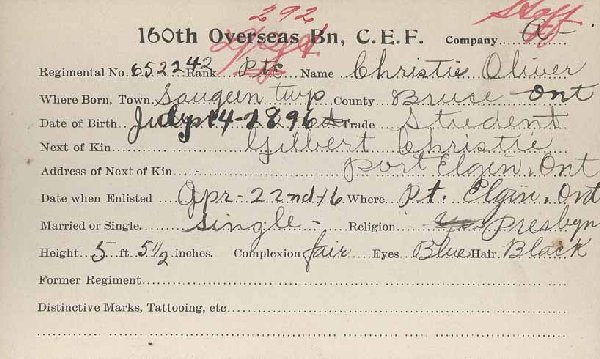 292 Staff
160th Overseas Bn, C.E.F. Company A
Regimental No. 652242 Rank Pte Name Christie Oliver
Where Born, Town Saugeen twp County Bruce Ont
Date of Birth July 14-1896 Trade Student
Next of Kin Gilbert Christie
Address of Next of Kin Port Elgin, Ont
Date when Enlisted Apr-22nd/16 Where Pt. Elgin, Ont
Married or Single. Single- Religion Presbyn
Height 5 ft. 5 1/2 inches. Complexion fair Eyes Blue Hair Black
Former Regiment
Distinctive Marks, Tattooing, etc